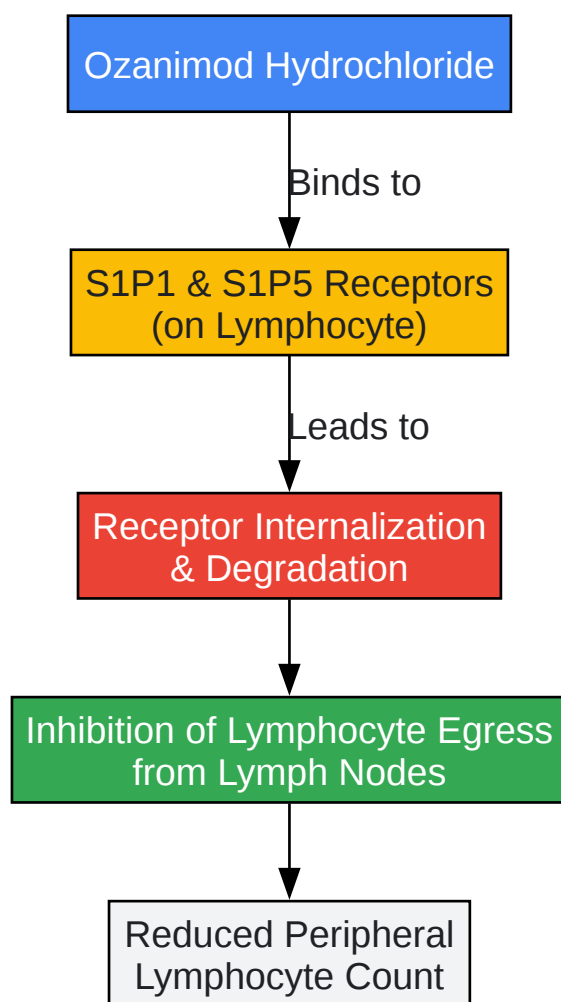 Ozanimod Hydrochloride
Binds to
S1P1 & S1P5 Receptors
(on Lymphocyte)
Leads to
Receptor Internalization
& Degradation
Inhibition of Lymphocyte Egress
from Lymph Nodes
Reduced Peripheral
Lymphocyte Count